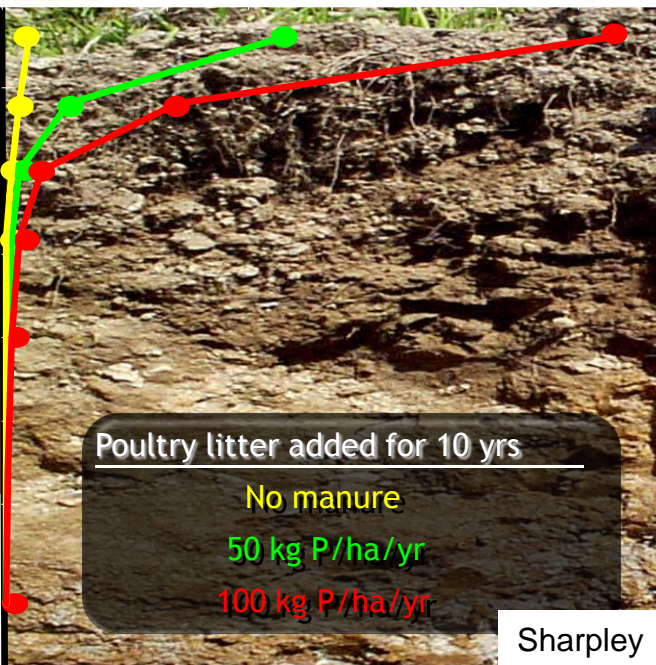 Poultry litter added for 10 yrs
No manure
50 kg P/ha/yr
100 kg P/ha/yr
Sharpley